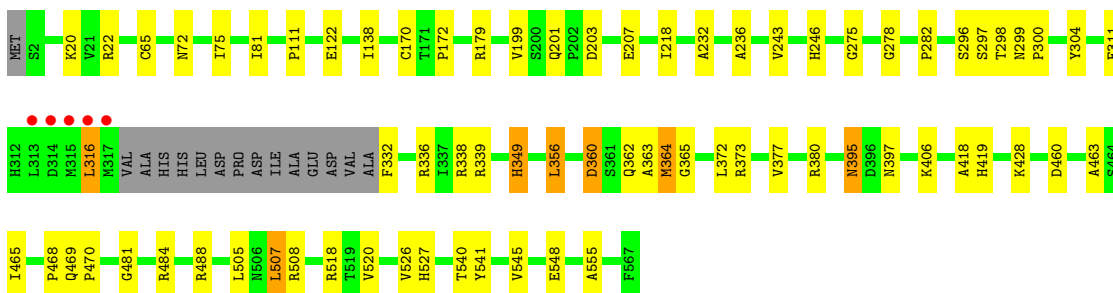 MET S2 K20 V21 R22 C65 N72 I75 I81 P111 E122 I138 C170 T171 P172 R179 V199 S200 Q201 P202 D203 E207 I218 A232 A236 V243 H246 G275 G278 P282 S296 S297 T298 N299 P300 Y304
H312 L313 D314 M315 L316 M317 VAL ALA HIS HIS LEU ASP PRO ASP ILE ALA GLU ASP VAL ALA F332 R336 I337 R338 R339 H349 L356 D360 S361 Q362 A363 M364 G365 L372 R373 V377 R380 N395 D396 N397 K406 A418 H419 K428 D460 A463 S464
I465 P468 Q469 P470 G481 R484 R488 L505 N506 L507 R508 R518 T519 V520 V526 H527 T540 Y541 V545 E548 A555 F567